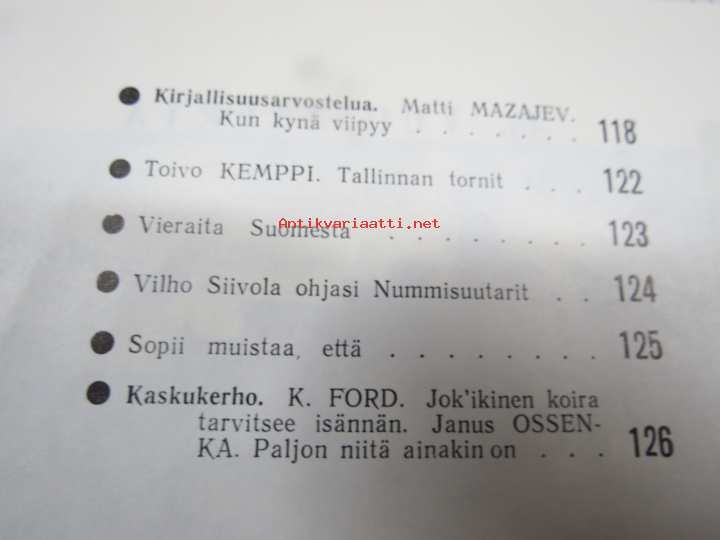 ● Kirjallisuusarvostelua. Matti MAZAJEV.
Kun kynä viipyy . . . . . . . 118
● Toivo KEMPPI. Tallinnan tornit . . . 122
Antikvariaatti.net
● Vieraita Suomesta . . . . . . . . 123
● Vilho Siivola ohjasi Nummisuutarit . . 124
● Sopii muistaa, että . . . . . . . . 125
● Kaskukerho. K. FORD. Jok'ikinen koira
tarvitsee isännän. Janus OSSEN-
KA. Paljon niitä ainakin on . . . 126